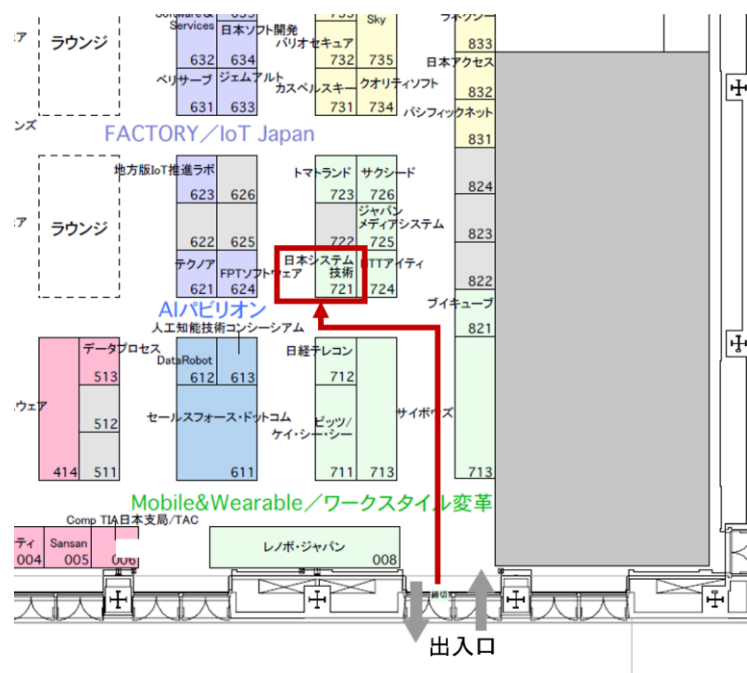 Software &
Services
632
日本ソフト開発
634
633
バリオセキュア
732
Sky
735
833
日本アクセス
832
ア
ラウンジ
ベリサーブ
631
ジェムアルト
633
カスペルスキー
731
クオリティソフト
734
パシフィックネット
831
ンズ
FACTORY/IoT Japan
地方版IoT推進ラボ
623
626
トマトランド
723
サクシード
726
824
ア
ラウンジ
622
625
722
ジャパン
メディアシステム
725
823
テクノア
621
FPTソフトウェア
624
日本システム
技術
721
NTTアイティ
724
822
ブイキューブ
821
AIパビリオン
人工知能技術コンシーシアム
データプロセス
513
DataRobot
612
613
日経テレコン
712
ウェア
512
セールスフォース・ドットコム
ビッツ/
ケイ・シー・シー
サイボウズ
414
511
611
711
713
713
Mobile&Wearable/ワークスタイル変革
Comp TIA日本支局/TAC
ティ
004
Sansan
005
006
レノボ・ジャパン
008
締切
出入口